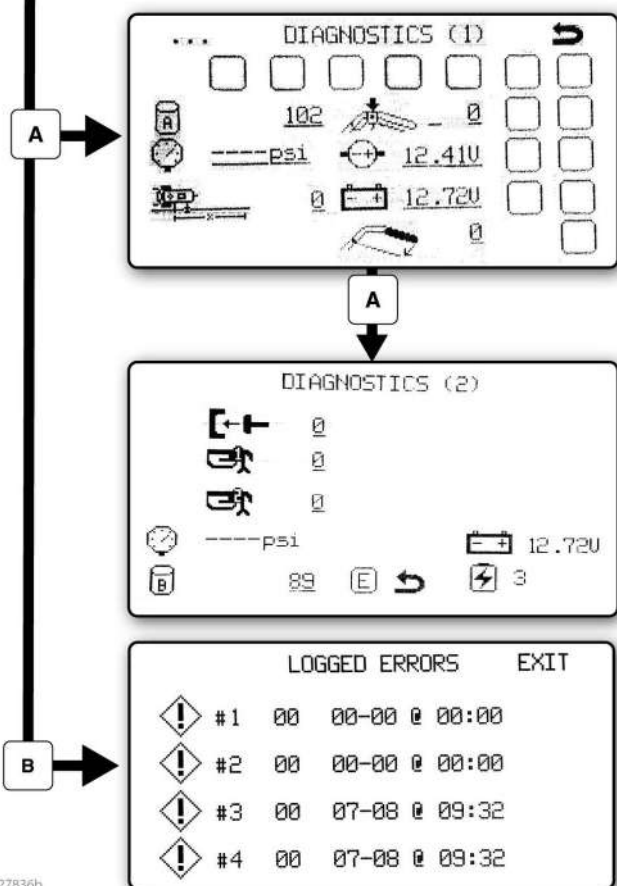 ... DIAGNOSTICS (1)
A
102 _ 0
A
----psi - + 12.41V
0 - + 12.72V
0
A
DIAGNOSTICS (2)
0
0
0
----psi - + 12.72V
B 89 E 3
LOGGED ERRORS EXIT
! #1 00 00-00 @ 00:00
! #2 00 00-00 @ 00:00
B
! #3 00 07-08 @ 09:32
! #4 00 07-08 @ 09:32
27836b